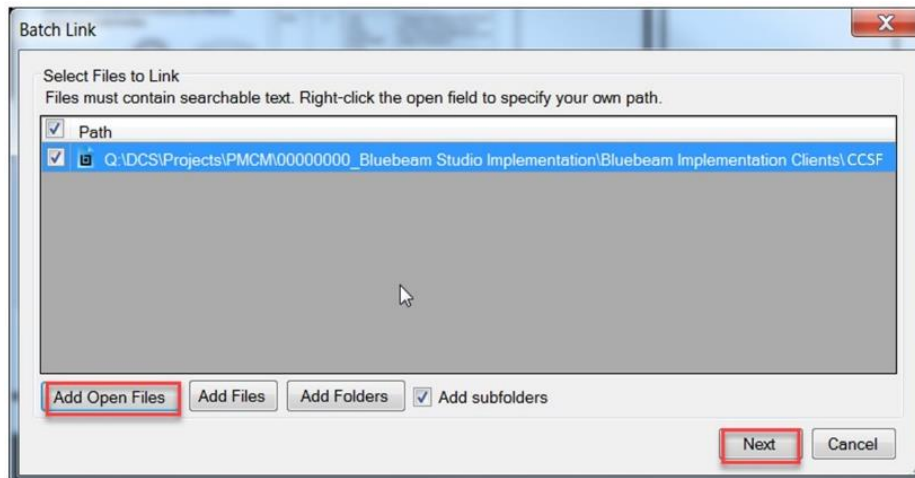 Batch Link
Select Files to Link
Files must contain searchable text. Right-click the open field to specify your own path.
Path
Q:\DCS\Projects\PMCM\00000000_Bluebeam Studio Implementation\Bluebeam Implementation Clients\CCSF
Add Open Files Add Files Add Folders Add subfolders
Next Cancel